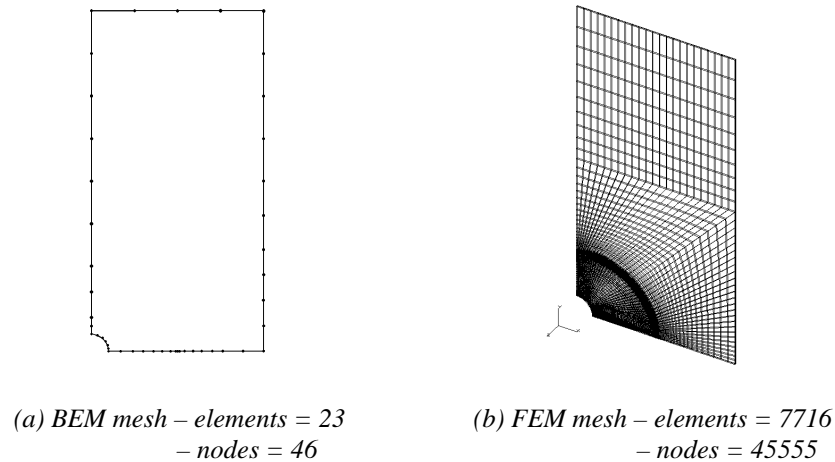 (a) BEM mesh – elements = 23
– nodes = 46
(b) FEM mesh – elements = 7716
– nodes = 45555